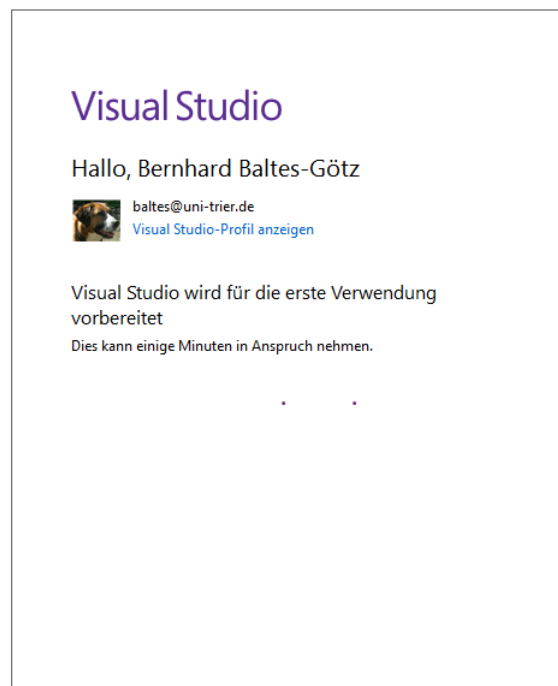 Visual Studio
Hallo, Bernhard Baltes-Götz
baltes@uni-trier.de
Visual Studio-Profil anzeigen
Visual Studio wird für die erste Verwendung
vorbereitet
Dies kann einige Minuten in Anspruch nehmen.